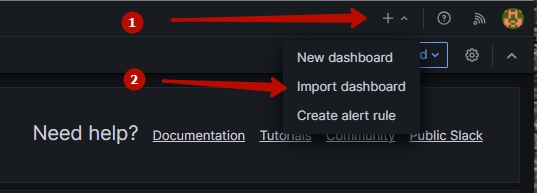 1
New dashboard
d
2
Import dashboard
Create alert rule
Need help? Documentation Tutorials Community Public Slack